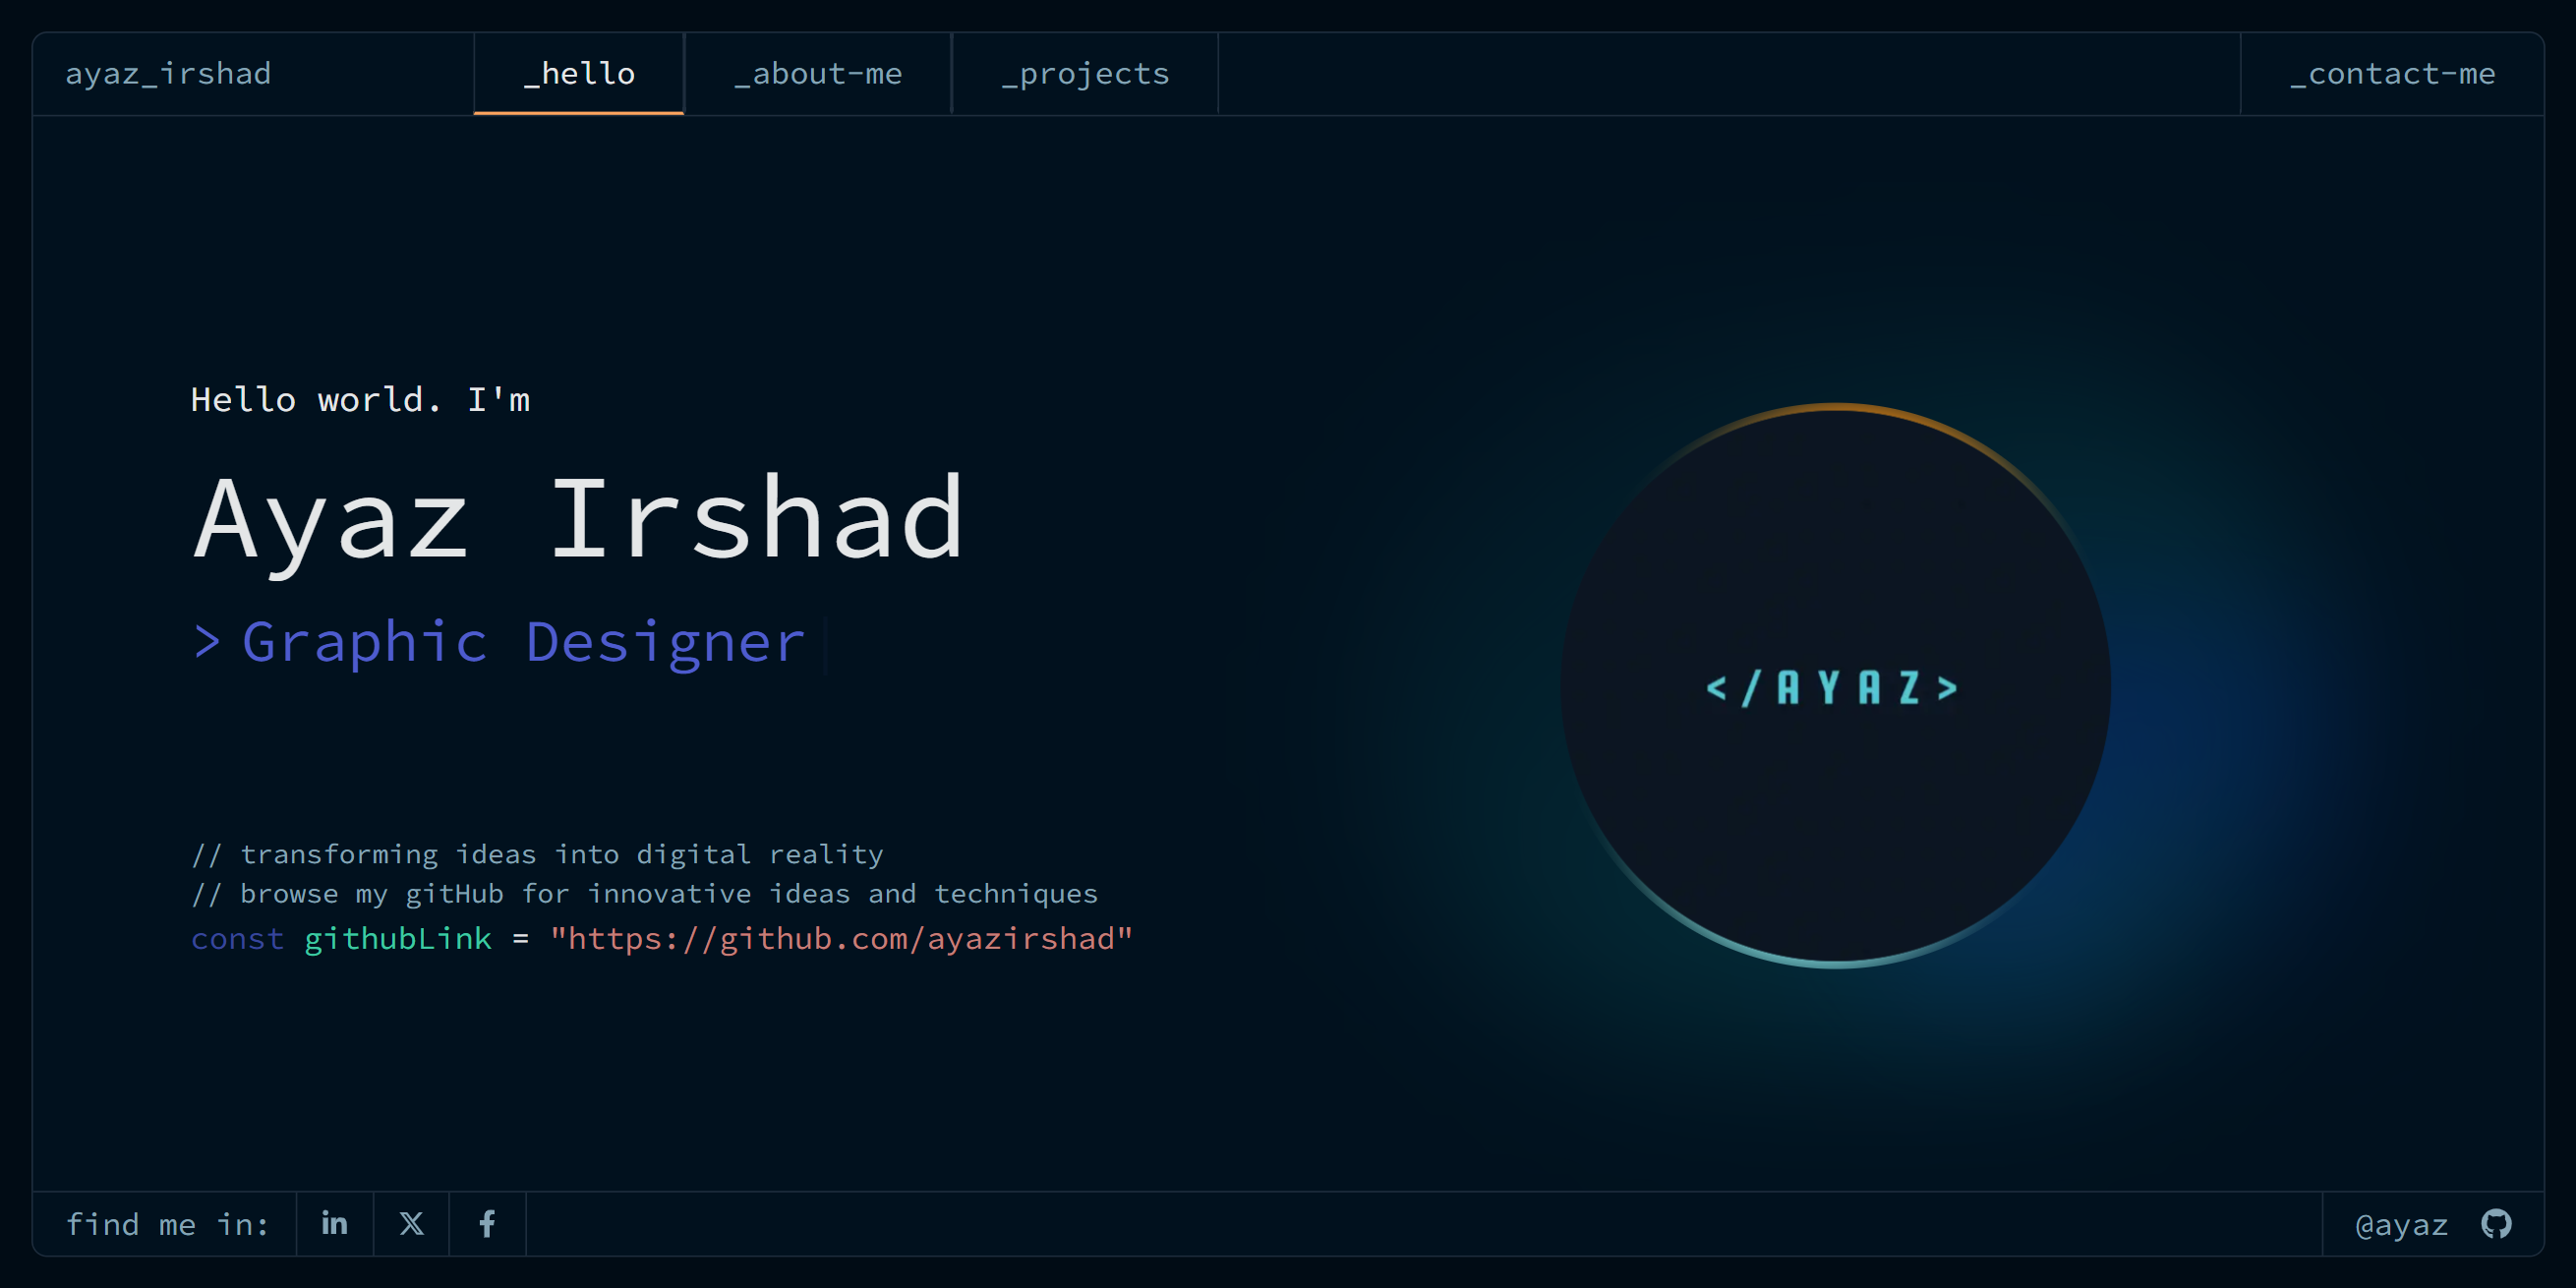 ayaz_irshad
_hello
_about-me
_projects
_contact-me
Hello world. I'm
Ayaz Irshad
> Graphic Designer
// transforming ideas into digital reality
// browse my gitHub for innovative ideas and techniques
const githubLink = "https://github.com/ayazirshad"
</AYAZ>
find me in:
in
X
f
@ayaz